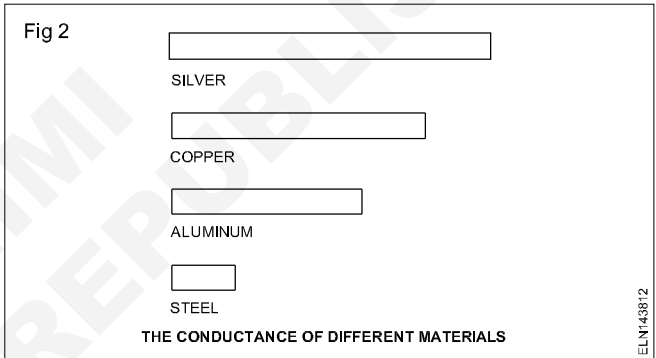 Fig 2
SILVER
COPPER
ALUMINUM
STEEL
THE CONDUCTANCE OF DIFFERENT MATERIALS
ELN143812